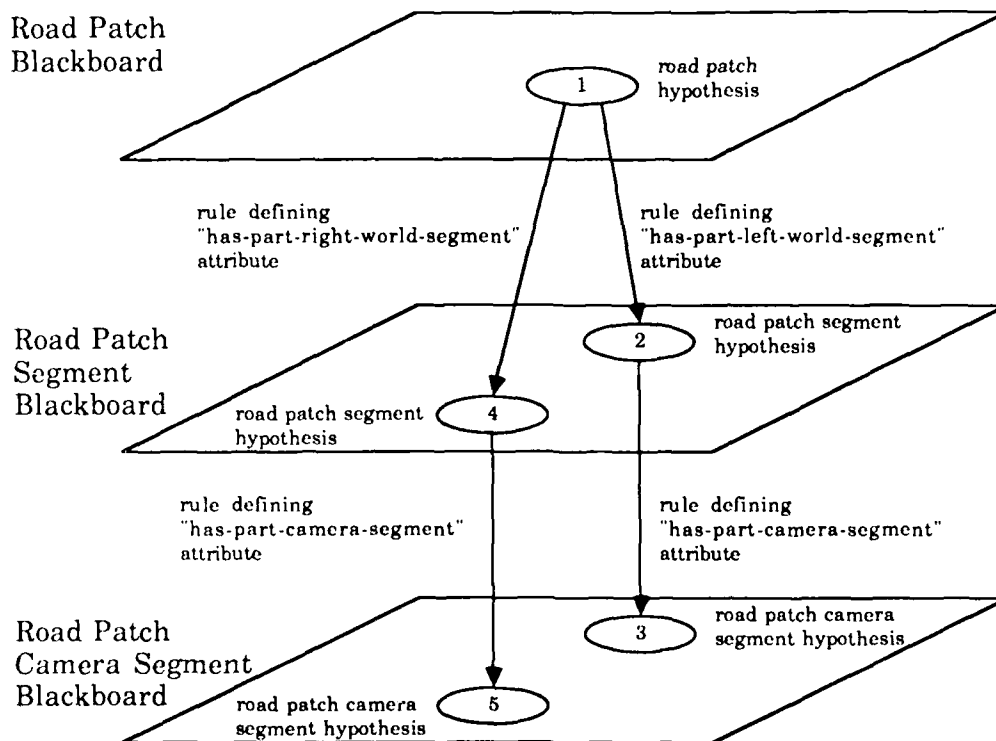 Road Patch
Blackboard
1
road patch
hypothesis
rule defining
"has-part-right-world-segment"
attribute
rule defining
"has-part-left-world-segment"
attribute
Road Patch
Segment
Blackboard
2
road patch segment
hypothesis
4
road patch segment
hypothesis
rule defining
"has-part-camera-segment"
attribute
rule defining
"has-part-camera-segment"
attribute
Road Patch
Camera Segment
Blackboard
3
road patch camera
segment hypothesis
5
road patch camera
segment hypothesis